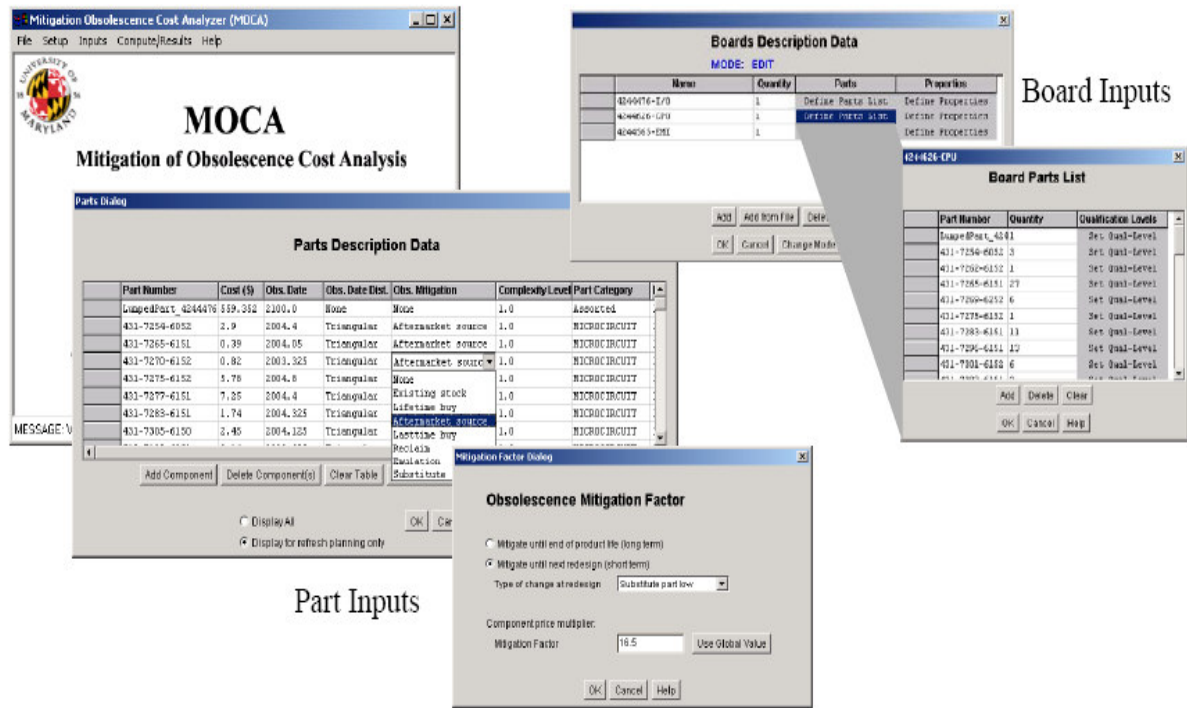 Mitigation Obsolescence Cost Analyzer (MOCA)
File Setup Inputs Compute/Results Help
UNIVERSITY OF
18 56
MARYLAND
MOCA
Mitigation of Obsolescence Cost Analysis
MESSAGE: V
Boards Description Data
MODE: EDIT
Name Quantity Parts Properties
4244476-I/O 1 Define Parts List Define Properties
4244626-CPU 1 Define Parts List Define Properties
4244563-EMI 1 Define Properties
Add Add from File Delet
OK Cancel Change Mode
Board Inputs
4244626-CPU
Board Parts List
Part Number Quantity Qualification Levels
LumpedPart_4241 Set Qual-Level
431-7254-6052 3 Set Qual-Level
431-7262-6152 1 Set Qual-Level
431-7265-6151 27 Set Qual-Level
431-7269-6252 6 Set Qual-Level
431-7275-6152 1 Set Qual-Level
431-7283-6151 11 Set Qual-Level
431-7296-6151 13 Set Qual-Level
431-7301-6152 6 Set Qual-Level
Add Delete Clear
OK Cancel Help
Parts Dialog
Parts Description Data
Part Number Cost ($) Obs. Date Obs. Date Dist. Obs. Mitigation Complexity Level Part Category
LumpedPart_4244476 559.352 2100.0 None None 1.0 Assorted
431-7254-6052 2.9 2004.4 Triangular Aftermarket source 1.0 MICROCIRCUIT
431-7265-6151 0.39 2004.05 Triangular Aftermarket source 1.0 MICROCIRCUIT
431-7270-6152 0.82 2003.325 Triangular Aftermarket sourc 1.0 MICROCIRCUIT
431-7275-6152 5.78 2004.8 Triangular None 1.0 MICROCIRCUIT
431-7277-6151 7.25 2004.4 Triangular Existing stock 1.0 MICROCIRCUIT
Lifetime buy
431-7283-6151 1.74 2004.325 Triangular Aftermarket source 1.0 MICROCIRCUIT
431-7305-6150 2.45 2004.125 Triangular Lasttime buy 1.0 MICROCIRCUIT
Reclaim
Emulation
Substitute
Add Component Delete Component(s) Clear Table
Display All
OK Can
Display for refresh planning only
Part Inputs
Mitigation Factor Dialog
Obsolescence Mitigation Factor
Mitigate until end of product life (long term)
Mitigate until next redesign (short term)
Type of change at redesign Substitute part low
Component price multiplier:
Mitigation Factor 16.5 Use Global Value
OK Cancel Help